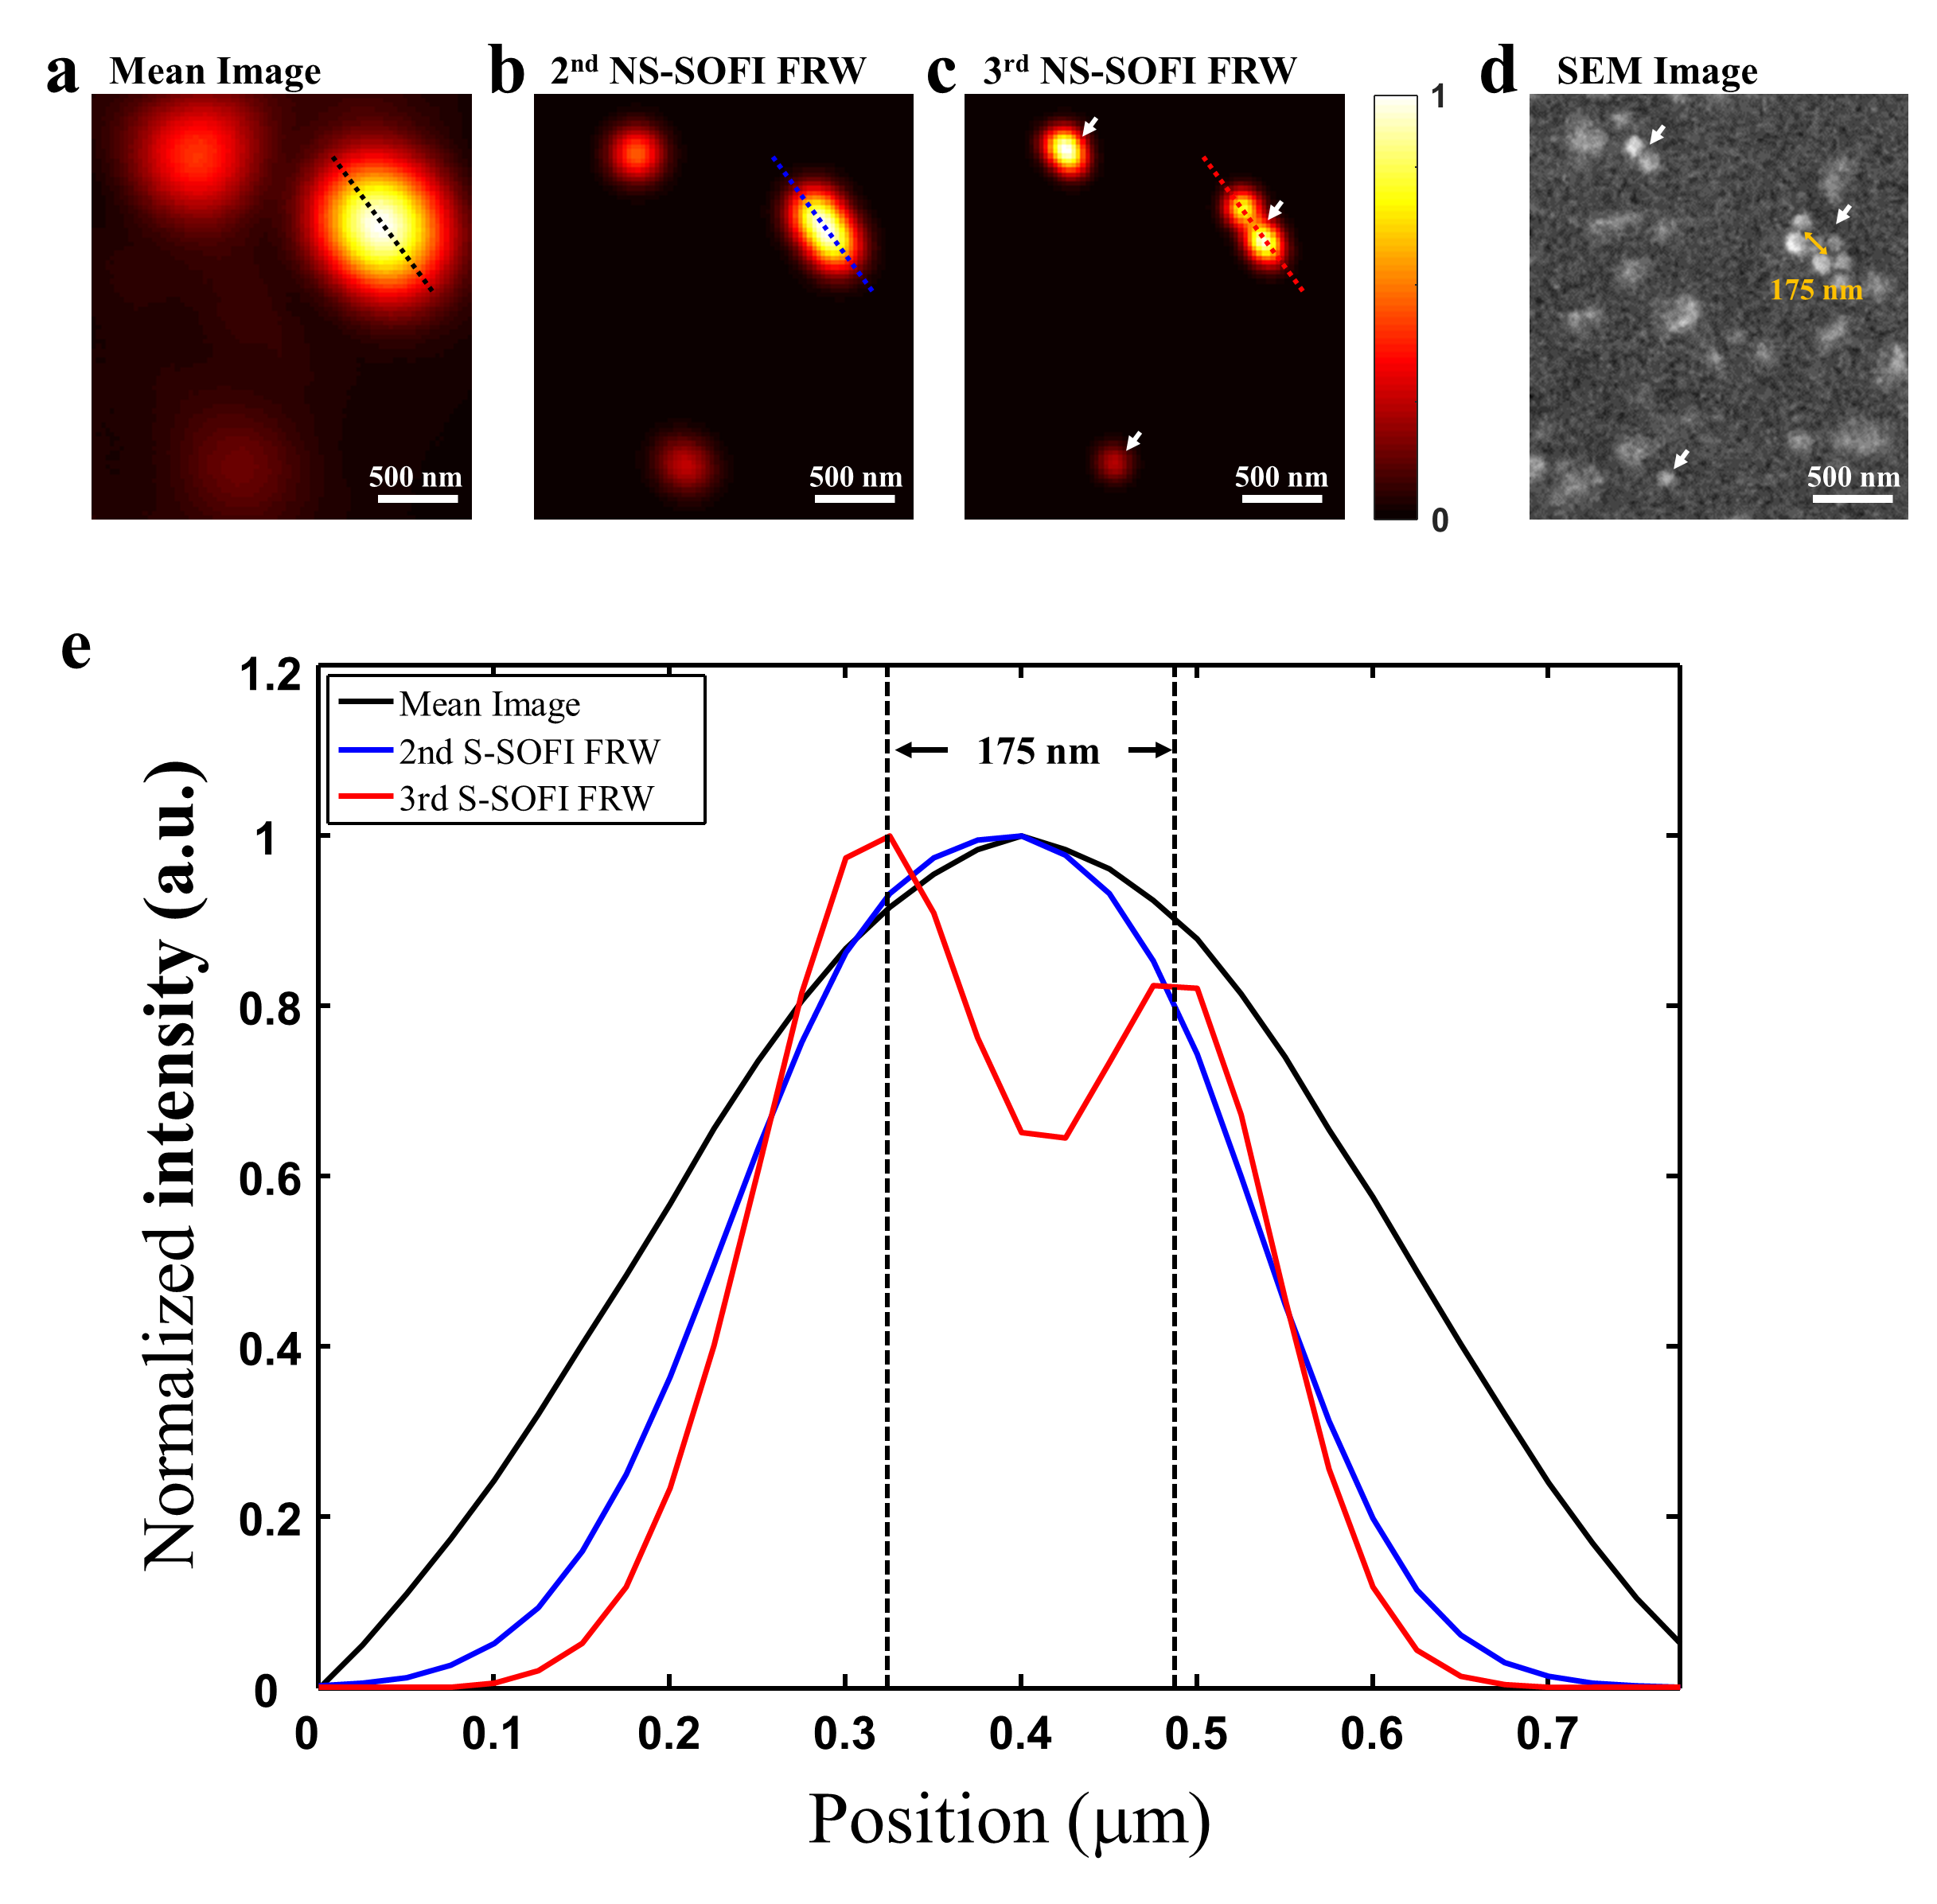 a Mean Image
b 2nd NS-SOFI FRW
c 3rd NS-SOFI FRW
d SEM Image
500 nm
500 nm
500 nm
1
0
175 nm
500 nm
e
1.2
1
0.8
0.6
0.4
0.2
0
Normalized intensity (a.u.)
Mean Image
2nd S-SOFI FRW
3rd S-SOFI FRW
175 nm
0 0.1 0.2 0.3 0.4 0.5 0.6 0.7
Position (μm)